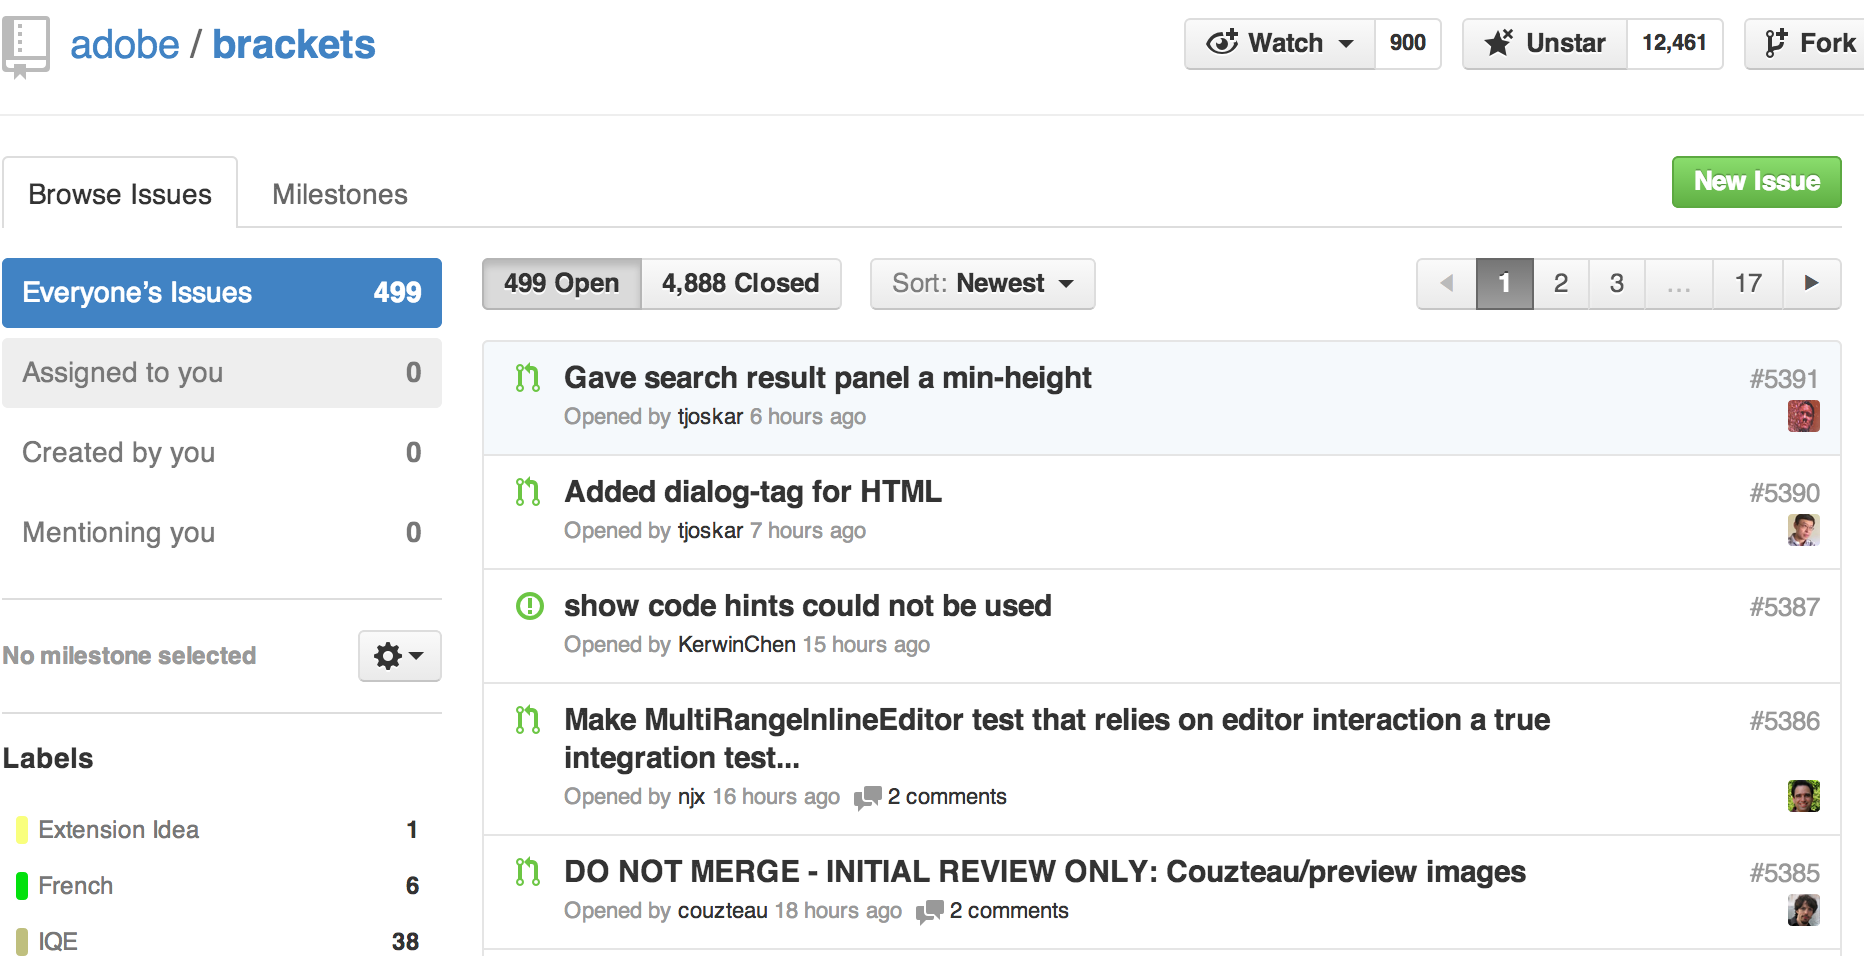 adobe / brackets
Watch 900
Unstar 12,461
Fork
Browse Issues
Milestones
New Issue
Everyone’s Issues 499
Assigned to you 0
Created by you 0
Mentioning you 0
No milestone selected
Labels
Extension Idea 1
French 6
IQE 38
499 Open 4,888 Closed
Sort: Newest
1 2 3 ... 17
Gave search result panel a min-height #5391
Opened by tjoskar 6 hours ago
Added dialog-tag for HTML #5390
Opened by tjoskar 7 hours ago
show code hints could not be used #5387
Opened by KerwinChen 15 hours ago
Make MultiRangeInlineEditor test that relies on editor interaction a true #5386
integration test...
Opened by njx 16 hours ago 2 comments
DO NOT MERGE - INITIAL REVIEW ONLY: Couzteau/preview images #5385
Opened by couzteau 18 hours ago 2 comments